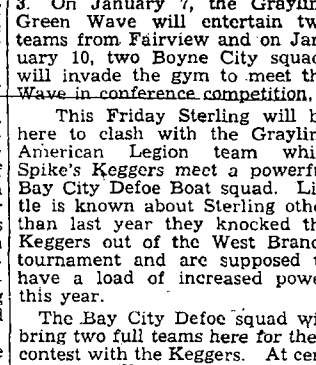 3. On January 7, the Graylin
Green Wave will entertain tw
teams from Fairview and on Jan
uary 10, two Boyne City squad
will invade the gym to meet th
Wave in conference competition.
This Friday Sterling will b
here to clash with the Graylin
American Legion team whil
Spike's Keggers meet a powerfu
Bay City Defoe Boat squad. Lit
tle is known about Sterling othe
than last year they knocked th
Keggers out of the West Branc
tournament and are supposed t
have a load of increased powe
this year.
The Bay City Defoe squad wi
bring two full teams here for the
contest with the Keggers. At cer